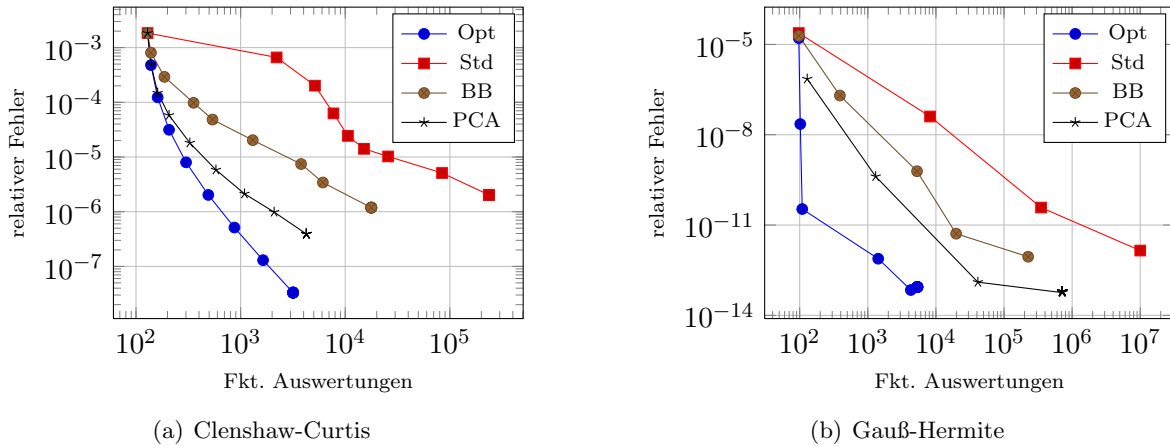 10^{-3}
10^{-4}
10^{-5}
10^{-6}
10^{-7}
relativer Fehler
10^2
10^3
10^4
10^5
Fkt. Auswertungen
Opt
Std
BB
PCA
(a) Clenshaw-Curtis
10^{-5}
10^{-8}
10^{-11}
10^{-14}
relativer Fehler
10^2
10^3
10^4
10^5
10^6
10^7
Fkt. Auswertungen
Opt
Std
BB
PCA
(b) Gauß-Hermite